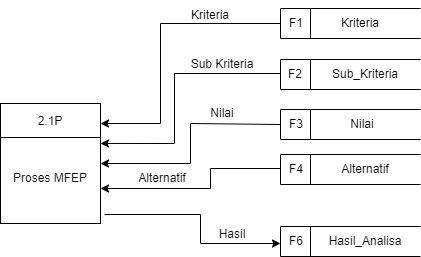 Kriteria
F1 Kriteria
Sub Kriteria
F2 Sub_Kriteria
Nilai
F3 Nilai
2.1P
Proses MFEP
Alternatif
F4 Alternatif
Hasil
F6 Hasil_Analisa